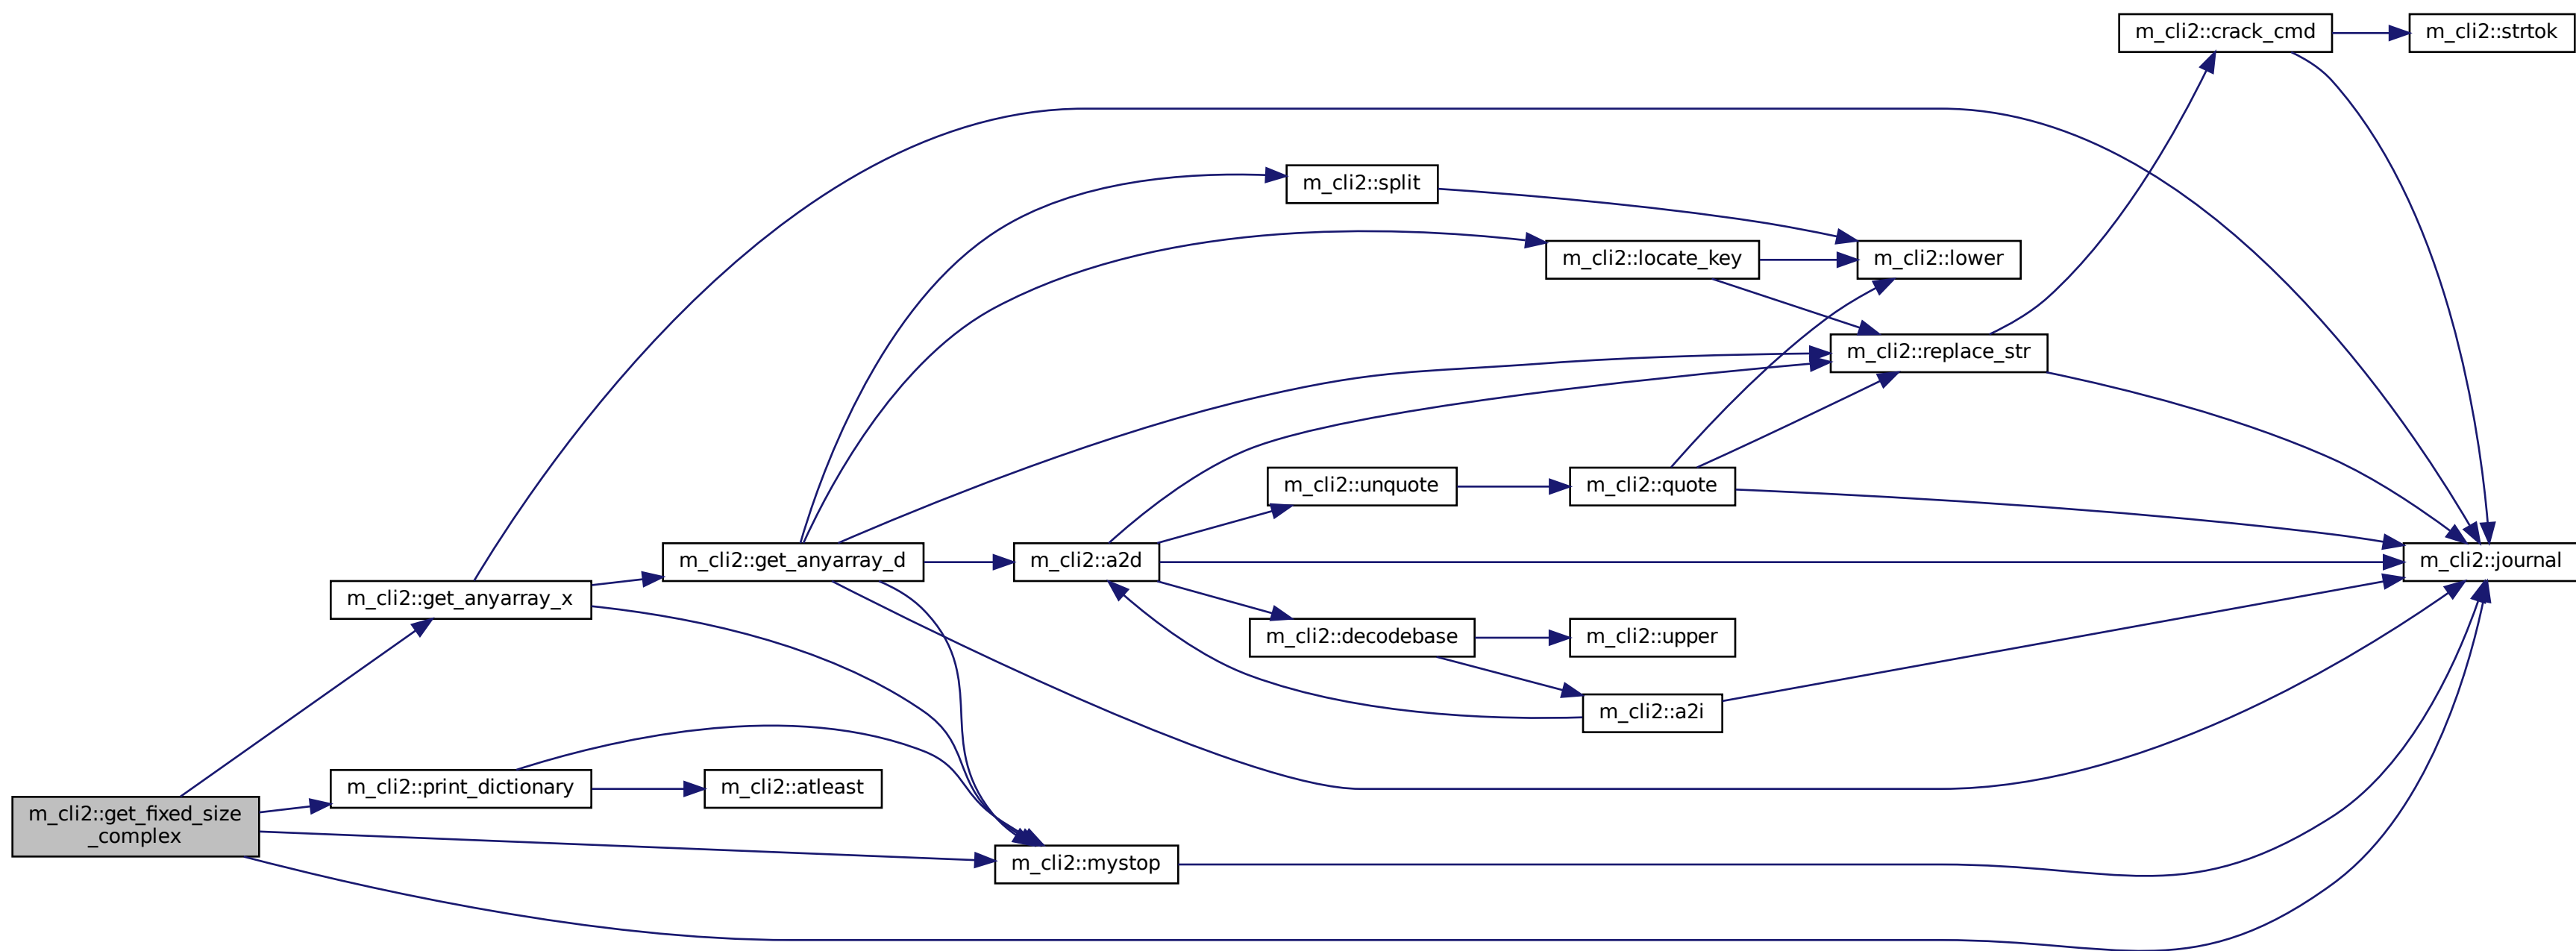 m_cli2::crack_cmd
m_cli2::strtok
m_cli2::split
m_cli2::locate_key
m_cli2::lower
m_cli2::replace_str
m_cli2::unquote
m_cli2::quote
m_cli2::get_anyarray_d
m_cli2::a2d
m_cli2::journal
m_cli2::get_anyarray_x
m_cli2::decodebase
m_cli2::upper
m_cli2::a2i
m_cli2::print_dictionary
m_cli2::atleast
m_cli2::get_fixed_size
_complex
m_cli2::mystop